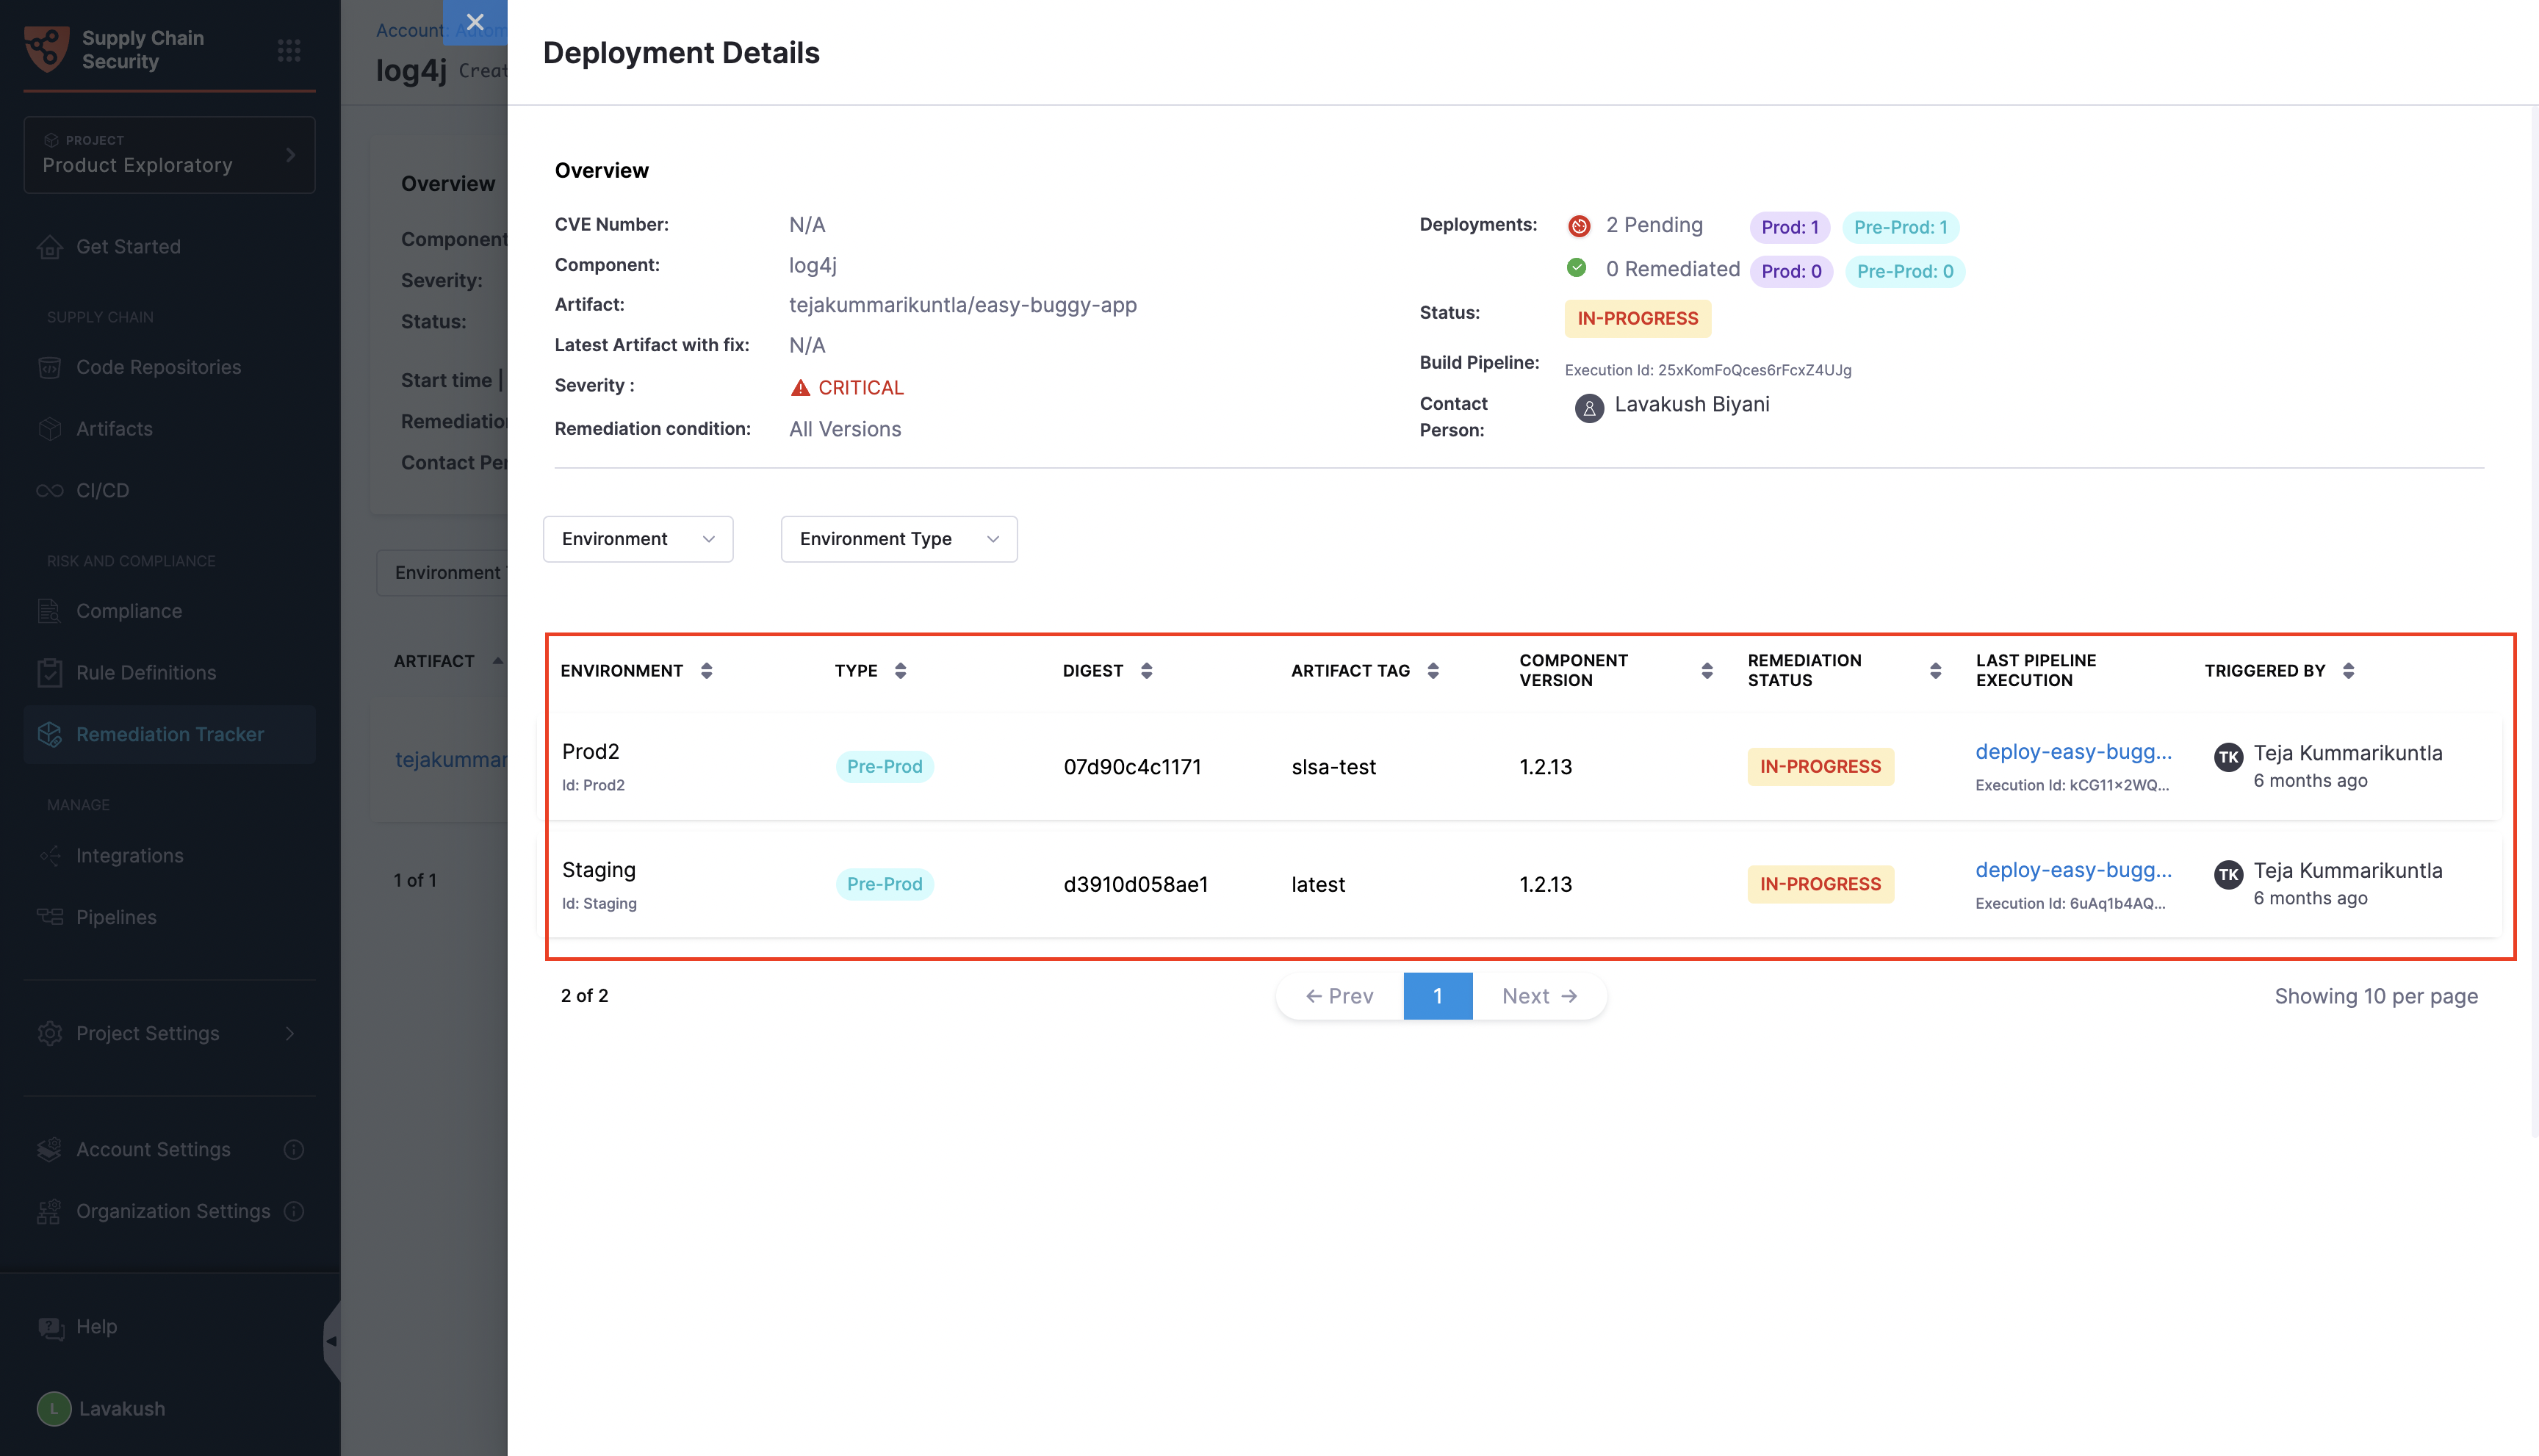 Supply Chain
Security
PROJECT
Product Exploratory
Get Started
SUPPLY CHAIN
Code Repositories
Artifacts
CI/CD
RISK AND COMPLIANCE
Compliance
Rule Definitions
Remediation Tracker
MANAGE
Integrations
Pipelines
Project Settings
Account Settings
Organization Settings
Help
L
Lavakush
Account: Autom
log4j Creat
Overview
Component
Severity:
Status:
Start time |
Remediatio
Contact Per
Environment T
ARTIFACT
tejakummar
1 of 1
Deployment Details
Overview
CVE Number: N/A
Component: log4j
Artifact: tejakummarikuntla/easy-buggy-app
Latest Artifact with fix: N/A
Severity : CRITICAL
Remediation condition: All Versions
Deployments: 2 Pending Prod: 1 Pre-Prod: 1
0 Remediated Prod: 0 Pre-Prod: 0
Status: IN-PROGRESS
Build Pipeline: Execution Id: 25xKomFoQces6rFcxZ4UJg
Contact
Person: Lavakush Biyani
Environment Environment Type
ENVIRONMENT TYPE DIGEST ARTIFACT TAG COMPONENT VERSION REMEDIATION STATUS LAST PIPELINE EXECUTION TRIGGERED BY
Prod2 Pre-Prod 07d90c4c1171 slsa-test 1.2.13 IN-PROGRESS deploy-easy-bugg... TK Teja Kummarikuntla
Id: Prod2 Execution Id: kCG11x2WQ... 6 months ago
Staging Pre-Prod d3910d058ae1 latest 1.2.13 IN-PROGRESS deploy-easy-bugg... TK Teja Kummarikuntla
Id: Staging Execution Id: 6uAq1b4AQ... 6 months ago
2 of 2 ← Prev 1 Next → Showing 10 per page